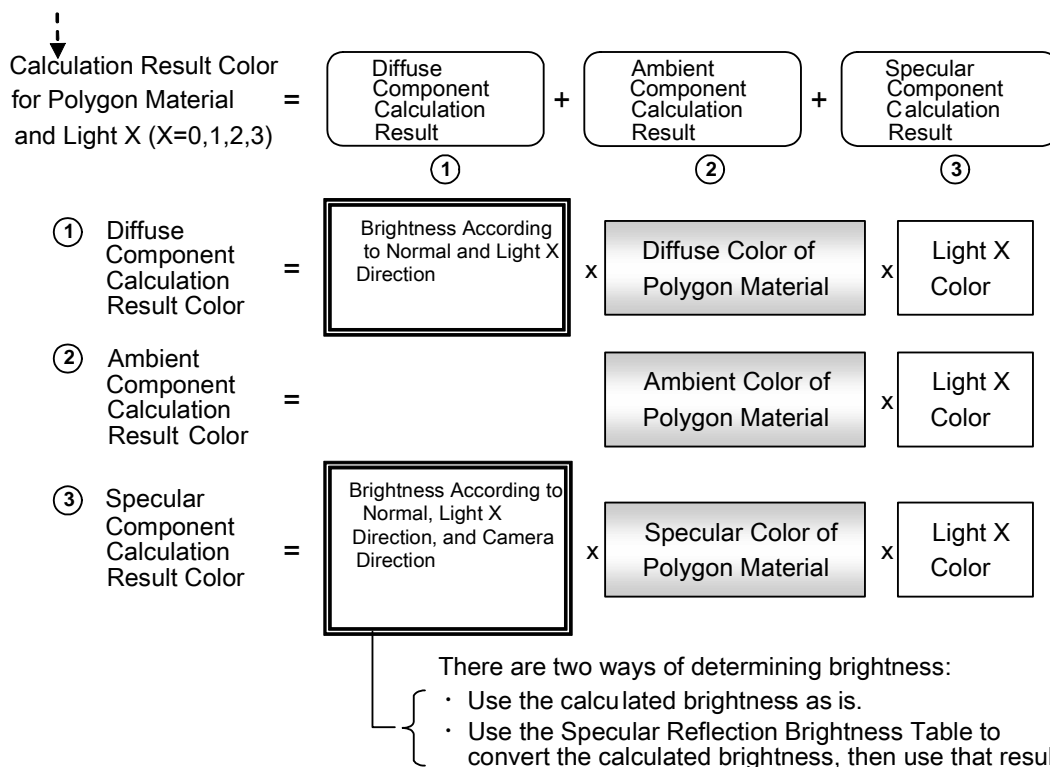 Calculation Result Color
for Polygon Material
and Light X (X=0,1,2,3)
=
Diffuse
Component
Calculation
Result
+
Ambient
Component
Calculation
Result
+
Specular
Component
Calculation
Result
1
2
3
1
Diffuse
Component
Calculation
Result Color
=
Brightness According
to Normal and Light X
Direction
x
Diffuse Color of
Polygon Material
x
Light X
Color
2
Ambient
Component
Calculation
Result Color
=
Ambient Color of
Polygon Material
x
Light X
Color
3
Specular
Component
Calculation
Result Color
=
Brightness According to
Normal, Light X
Direction, and Camera
Direction
x
Specular Color of
Polygon Material
x
Light X
Color
There are two ways of determining brightness:
・ Use the calculated brightness as is.
・ Use the Specular Reflection Brightness Table to
convert the calculated brightness, then use that resul